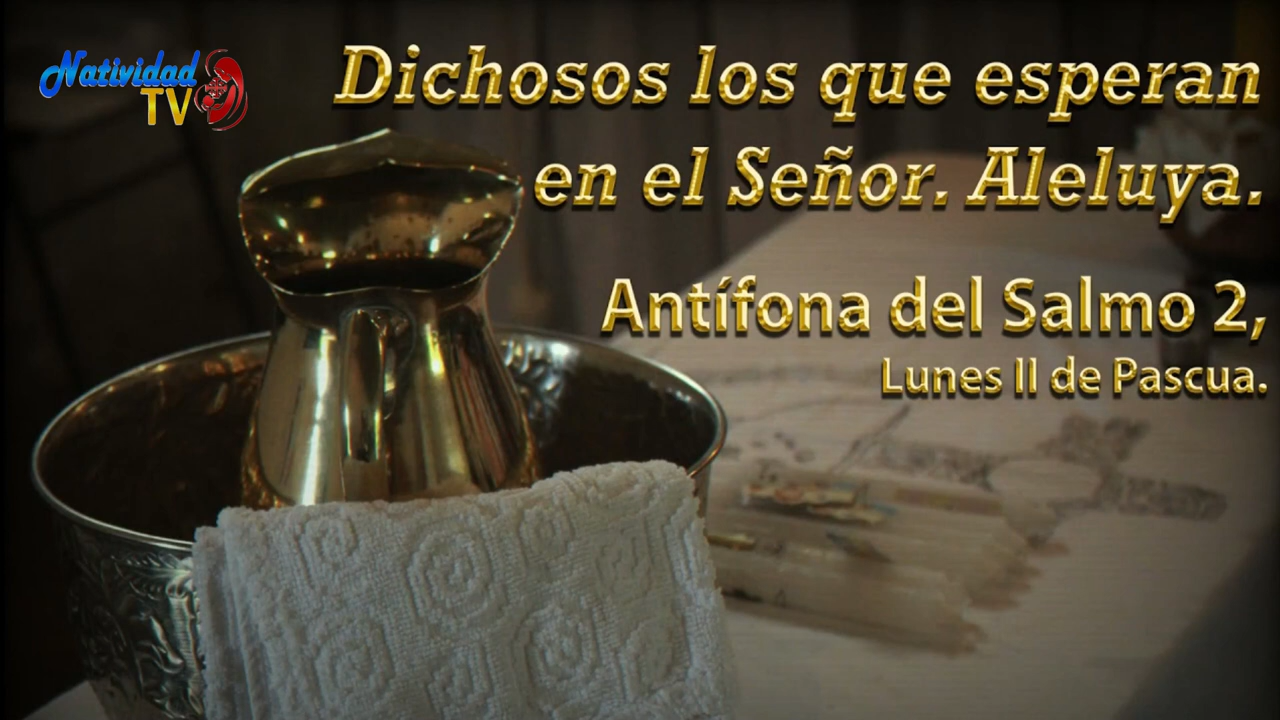 Natividad
TV
Dichosos los que esperan
en el Señor. Aleluya.
Antífona del Salmo 2,
Lunes II de Pascua.